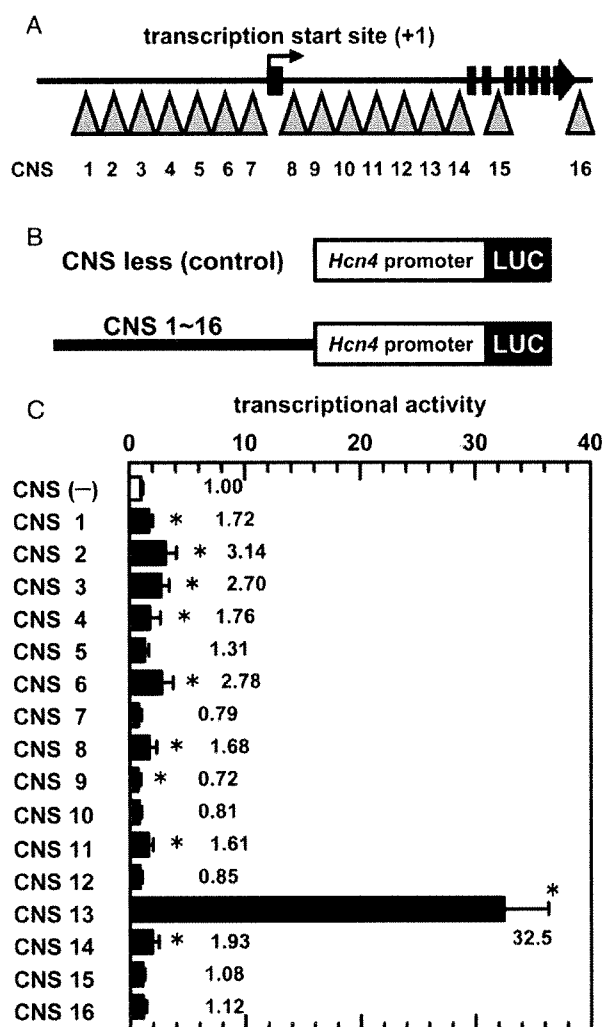 A
transcription start site (+1)
CNS 1 2 3 4 5 6 7 8 9 10 11 12 13 14 15 16
B
CNS less (control) Hcn4 promoter LUC
CNS 1~16 Hcn4 promoter LUC
C
transcriptional activity
0 10 20 30 40
CNS (−) 1.00
CNS 1 * 1.72
CNS 2 * 3.14
CNS 3 * 2.70
CNS 4 * 1.76
CNS 5 1.31
CNS 6 * 2.78
CNS 7 0.79
CNS 8 * 1.68
CNS 9 * 0.72
CNS 10 0.81
CNS 11 * 1.61
CNS 12 0.85
CNS 13 * 32.5
CNS 14 * 1.93
CNS 15 1.08
CNS 16 1.12